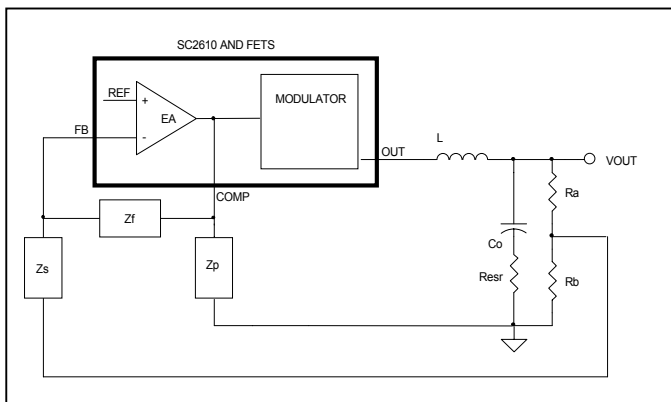 SC2610 AND FETS
REF
+
EA
-
MODULATOR
FB
OUT
L
VOUT
COMP
Ra
Zf
Co
Zs
Zp
Resr
Rb